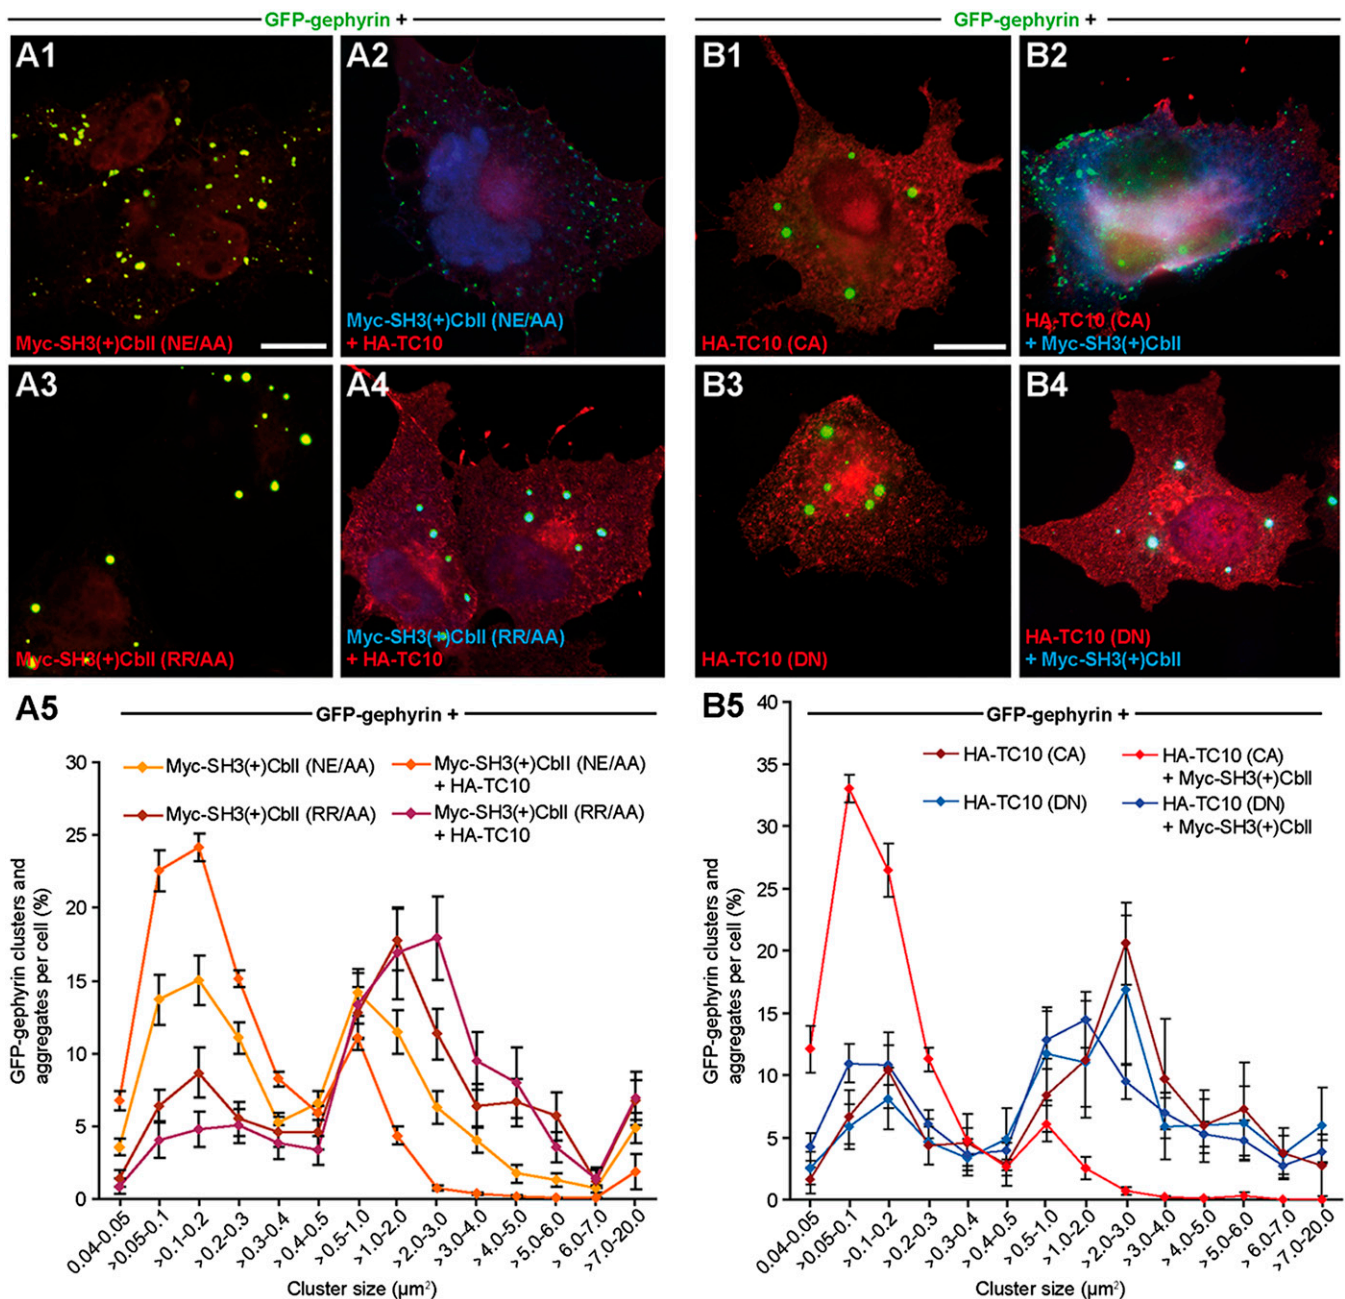 GFP-gephyrin +
GFP-gephyrin +
A1
Myc-SH3(+)CbII (NE/AA)
A2
Myc-SH3(+)CbII (NE/AA)
+ HA-TC10
B1
HA-TC10 (CA)
B2
HA-TC10 (CA)
+ Myc-SH3(+)CbII
A3
Myc-SH3(+)CbII (RR/AA)
A4
Myc-SH3(+)CbII (RR/AA)
+ HA-TC10
B3
HA-TC10 (DN)
B4
HA-TC10 (DN)
+ Myc-SH3(+)CbII
A5
GFP-gephyrin +
Myc-SH3(+)CbII (NE/AA)
Myc-SH3(+)CbII (NE/AA)
+ HA-TC10
Myc-SH3(+)CbII (RR/AA)
Myc-SH3(+)CbII (RR/AA)
+ HA-TC10
GFP-gephyrin clusters and
aggregates per cell (%)
30
25
20
15
10
5
0
0.04-0.05
>0.05-0.1
>0.1-0.2
>0.2-0.3
>0.3-0.4
>0.4-0.5
>0.5-1.0
>1.0-2.0
>2.0-3.0
>3.0-4.0
>4.0-5.0
>5.0-6.0
6.0-7.0
>7.0-20.0
Cluster size (µm²)
B5
GFP-gephyrin +
HA-TC10 (CA)
HA-TC10 (CA)
+ Myc-SH3(+)CbII
HA-TC10 (DN)
HA-TC10 (DN)
+ Myc-SH3(+)CbII
GFP-gephyrin clusters and
aggregates per cell (%)
40
35
30
25
20
15
10
5
0
0.04-0.05
>0.05-0.1
>0.1-0.2
>0.2-0.3
>0.3-0.4
>0.4-0.5
>0.5-1.0
>1.0-2.0
>2.0-3.0
>3.0-4.0
>4.0-5.0
>5.0-6.0
6.0-7.0
>7.0-20.0
Cluster size (µm²)